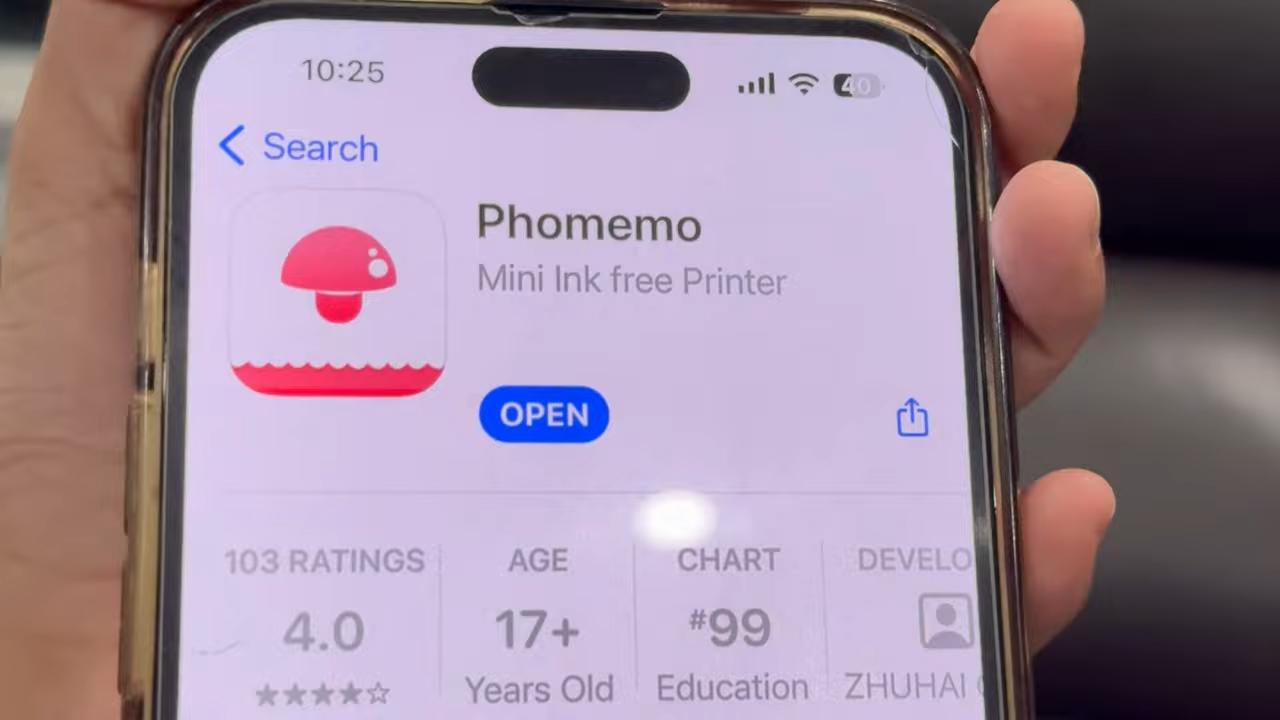 10:25
40
Search
Phomemo
Mini Ink free Printer
OPEN
103 RATINGS
4.0
AGE
17+
Years Old
CHART
#99
Education
DEVELO
ZHUHAI